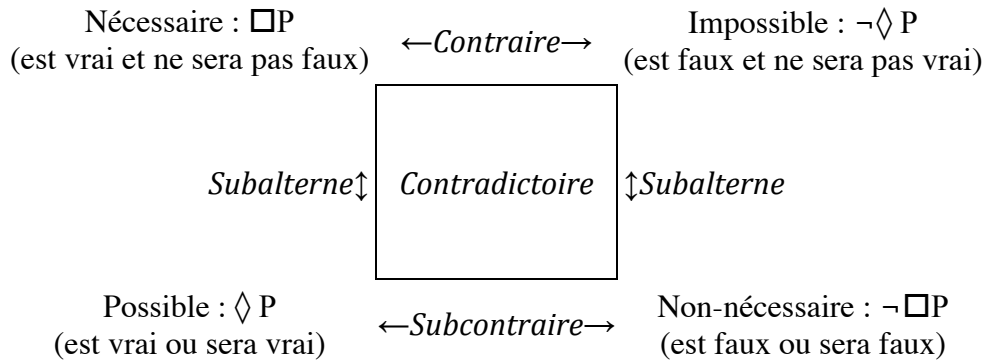 Nécessaire : □P
(est vrai et ne sera pas faux)
←Contraire→
Impossible : ¬◊ P
(est faux et ne sera pas vrai)
Subalterne↕
Contradictoire
↕Subalterne
Possible : ◊ P
(est vrai ou sera vrai)
←Subcontraire→
Non-nécessaire : ¬□P
(est faux ou sera faux)